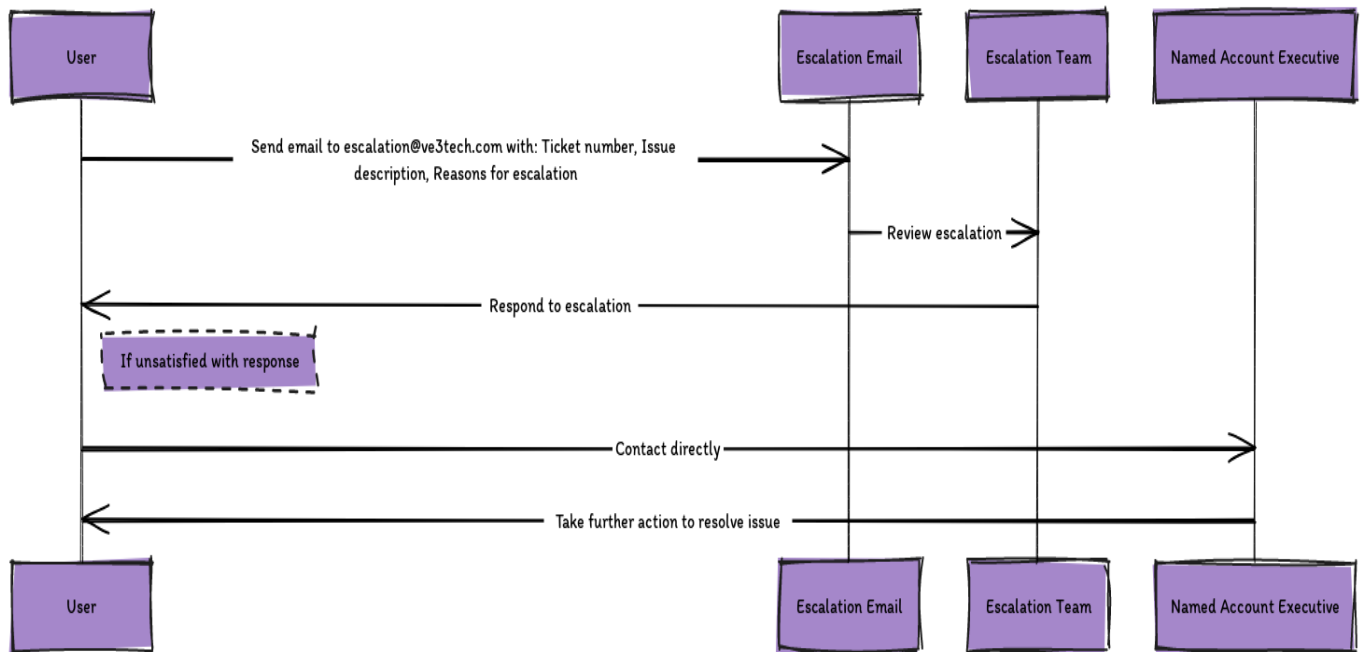 User
Escalation Email
Escalation Team
Named Account Executive
Send email to escalation@ve3tech.com with: Ticket number, Issue
description, Reasons for escalation
Review escalation
Respond to escalation
If unsatisfied with response
Contact directly
Take further action to resolve issue
User
Escalation Email
Escalation Team
Named Account Executive